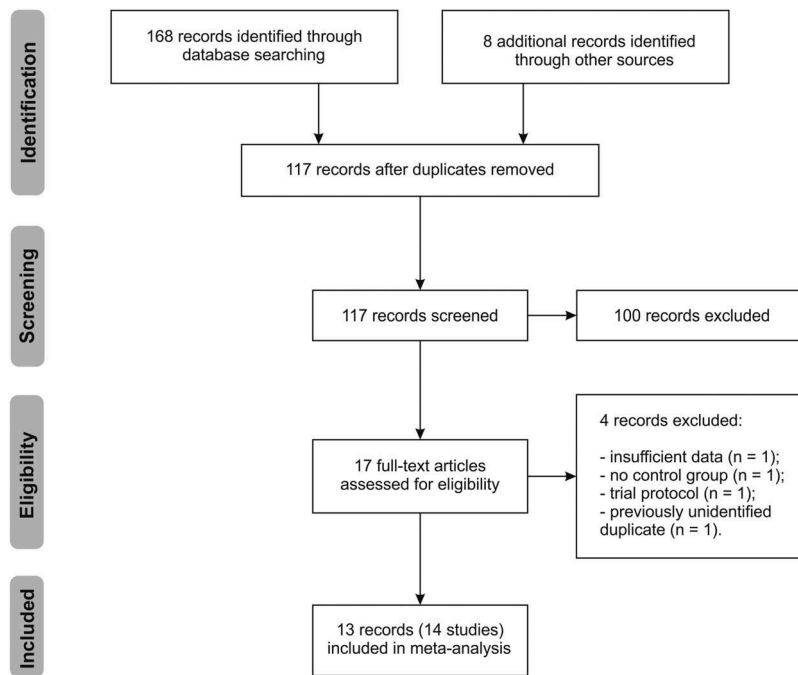 Identification
168 records identified through
database searching
8 additional records identified
through other sources
117 records after duplicates removed
Screening
117 records screened
100 records excluded
Eligibility
17 full-text articles
assessed for eligibility
4 records excluded:
- insufficient data (n = 1);
- no control group (n = 1);
- trial protocol (n = 1);
- previously unidentified
duplicate (n = 1).
Included
13 records (14 studies)
included in meta-analysis